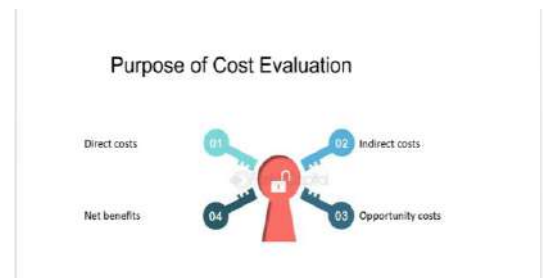 Purpose of Cost Evaluation
Direct costs
01
02
Indirect costs
Net benefits
04
03
Opportunity costs